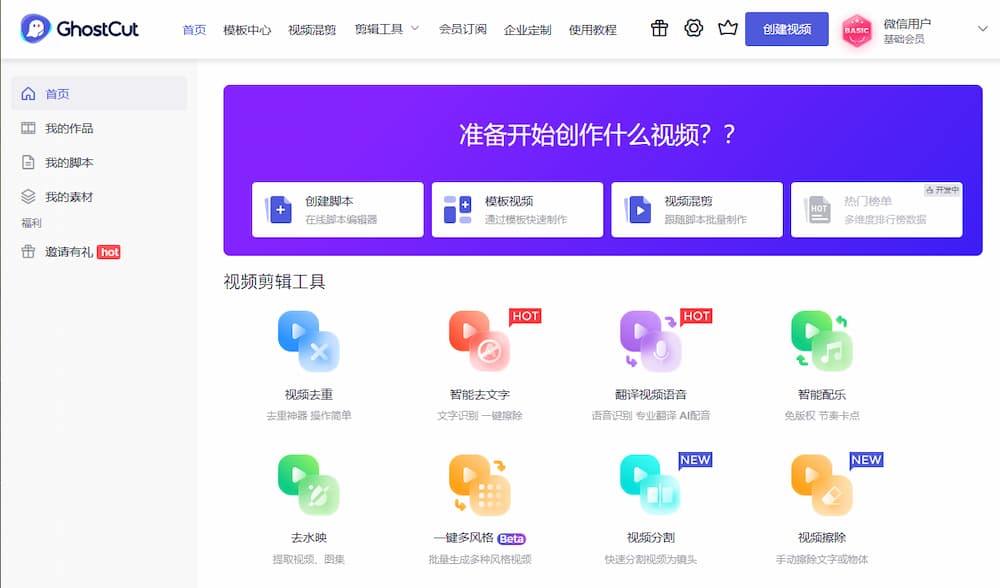 GhostCut
首页 模板中心 视频混剪 剪辑工具 会员订阅 企业定制 使用教程 创建视频 BASIC 微信用户
基础会员
首页
我的作品
我的脚本
我的素材
福利
邀请有礼 hot
准备开始创作什么视频？？
创建脚本
在线脚本编辑器
模板视频
通过模板快速制作
视频混剪
跟随脚本批量制作
开发中
HOT
热门榜单
多维度排行榜数据
视频剪辑工具
视频去重
去重神器 操作简单
HOT
智能去文字
文字识别 一键擦除
HOT
翻译视频语音
语音识别 专业翻译 AI配音
智能配乐
免版权 节奏卡点
去水映
提取视频、图集
一键多风格 Beta
批量生成多种风格视频
NEW
视频分割
快速分割视频为镜头
NEW
视频擦除
手动擦除文字或物体